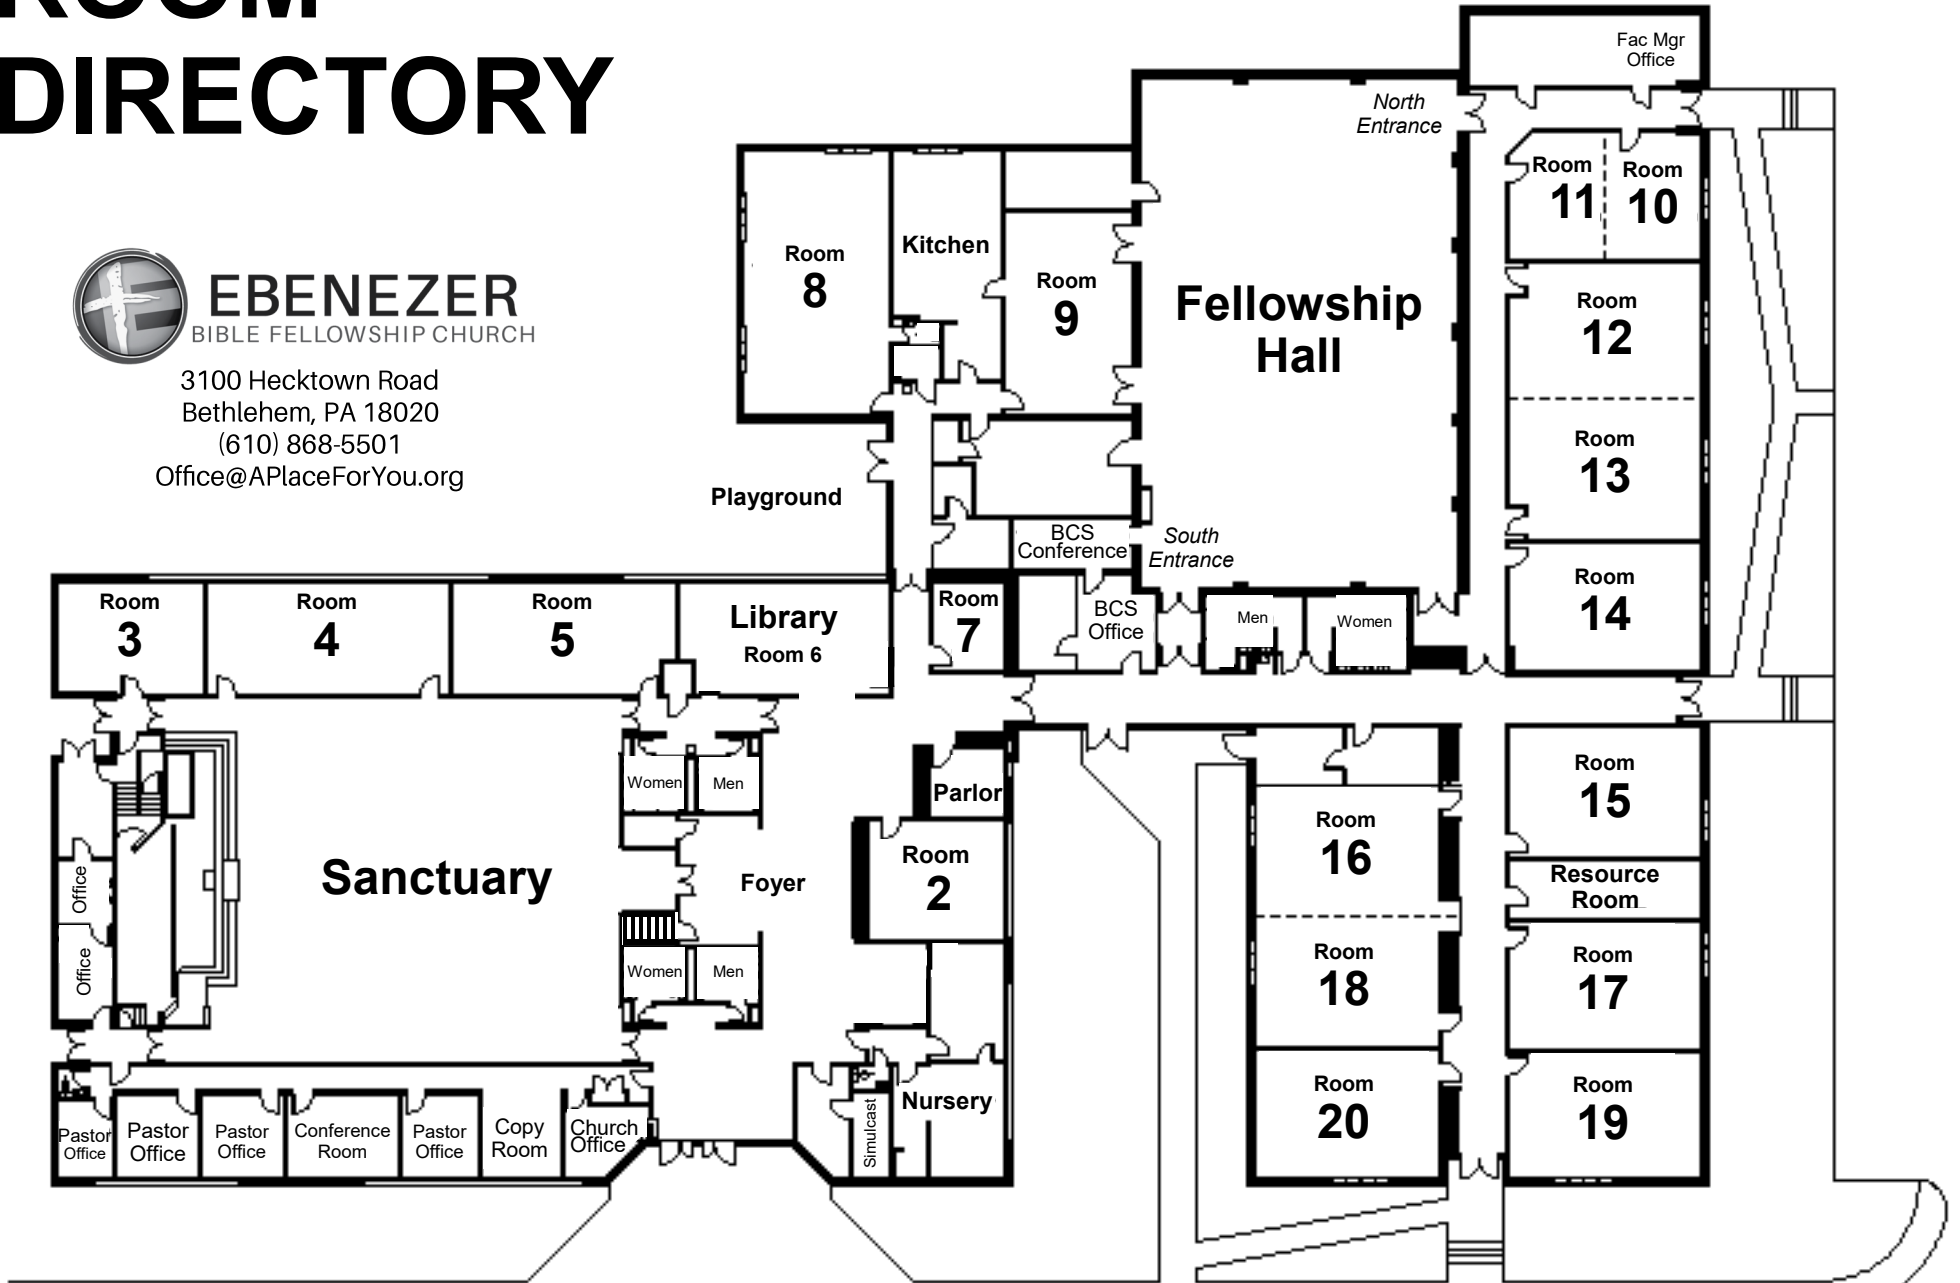 ROOM
DIRECTORY
EBENEZER
BIBLE FELLOWSHIP CHURCH
3100 Hecktown Road
Bethlehem, PA 18020
(610) 868-5501
Office@APlaceForYou.org
Fac Mgr
Office
North
Entrance
Room
11
Room
10
Room
8
Kitchen
Room
9
Fellowship
Hall
Room
12
Room
13
Playground
BCS
Conference
South
Entrance
Room
14
Room
3
Room
4
Room
5
Library
Room 6
Room
7
BCS
Office
Men
Women
Women
Men
Parlor
Room
15
Room
16
Resource
Room
Office
Office
Sanctuary
Foyer
Room
2
Women
Men
Room
18
Room
17
Pastor
Office
Pastor
Office
Pastor
Office
Conference
Room
Pastor
Office
Copy
Room
Church
Office
Simulcast
Nursery
Room
20
Room
19